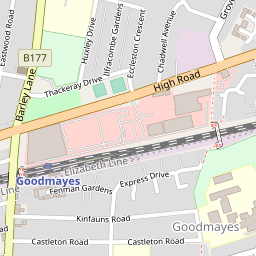 Eastwood Road
Huxley Drive
Ilfracombe Gardens
Eccleston Crescent
Chadwell Avenue
Grov
B177
Barley Lane
Thackeray Drive
High Road
Elizabeth Line
Line
Goodmayes
Express Drive
Fenman Gardens
Kinfauns Road
Goodmayes
Castleton Road
Castleton Road